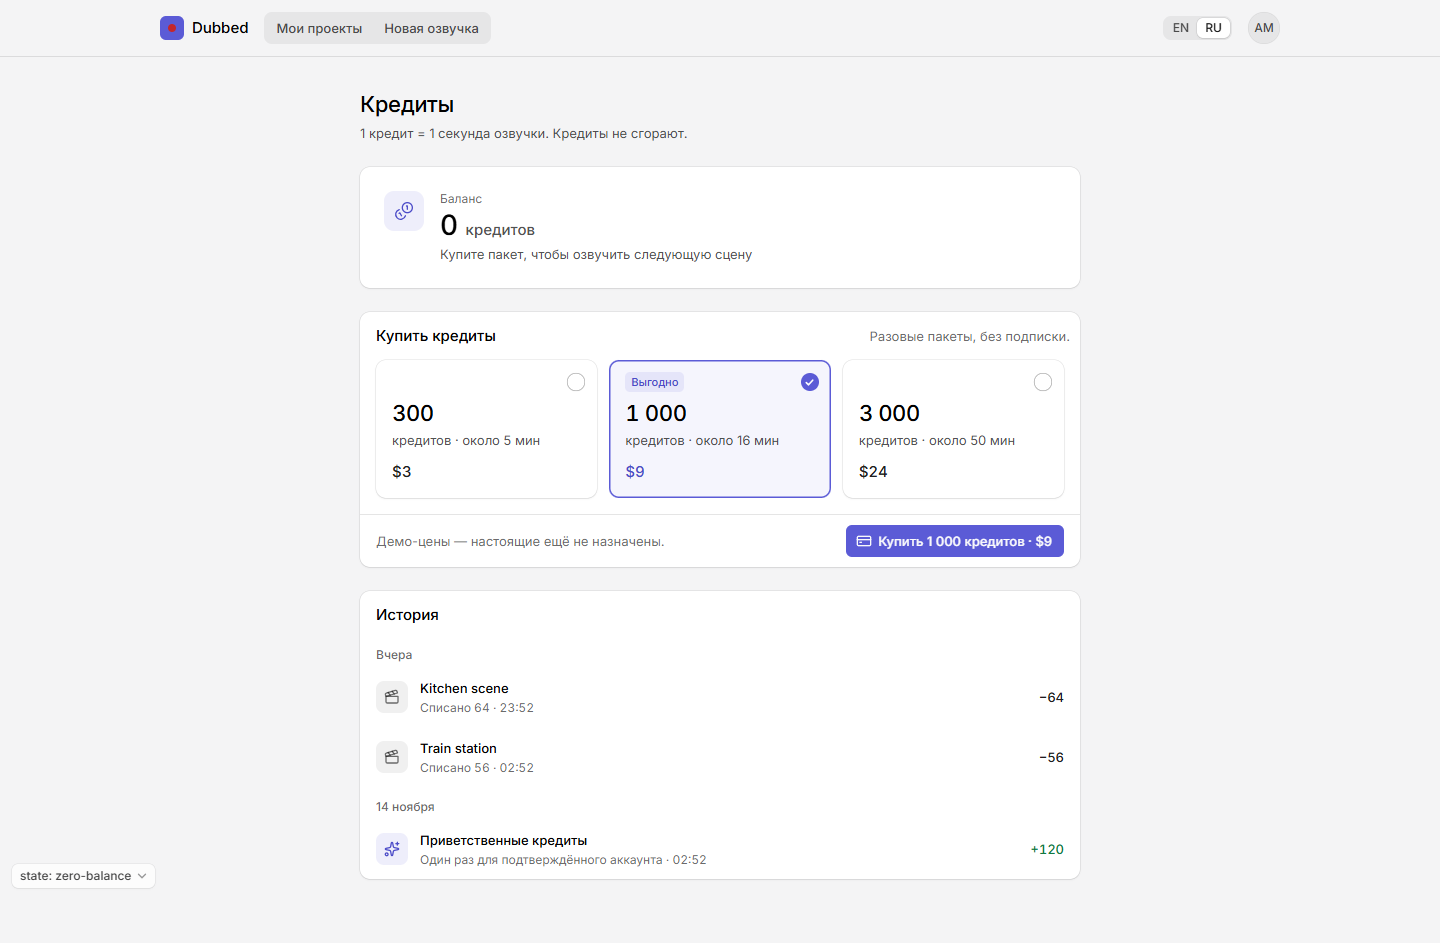 Dubbed
Мои проекты
Новая озвучка
EN
RU
AM
Кредиты
1 кредит = 1 секунда озвучки. Кредиты не сгорают.
Баланс
0 кредитов
Купите пакет, чтобы озвучить следующую сцену
Купить кредиты
Разовые пакеты, без подписки.
300
кредитов · около 5 мин
$3
Выгодно
1 000
кредитов · около 16 мин
$9
3 000
кредитов · около 50 мин
$24
Демо-цены — настоящие ещё не назначены.
Купить 1 000 кредитов · $9
История
Вчера
Kitchen scene
Списано 64 · 23:52
−64
Train station
Списано 56 · 02:52
−56
14 ноября
Приветственные кредиты
Один раз для подтверждённого аккаунта · 02:52
+120
state: zero-balance